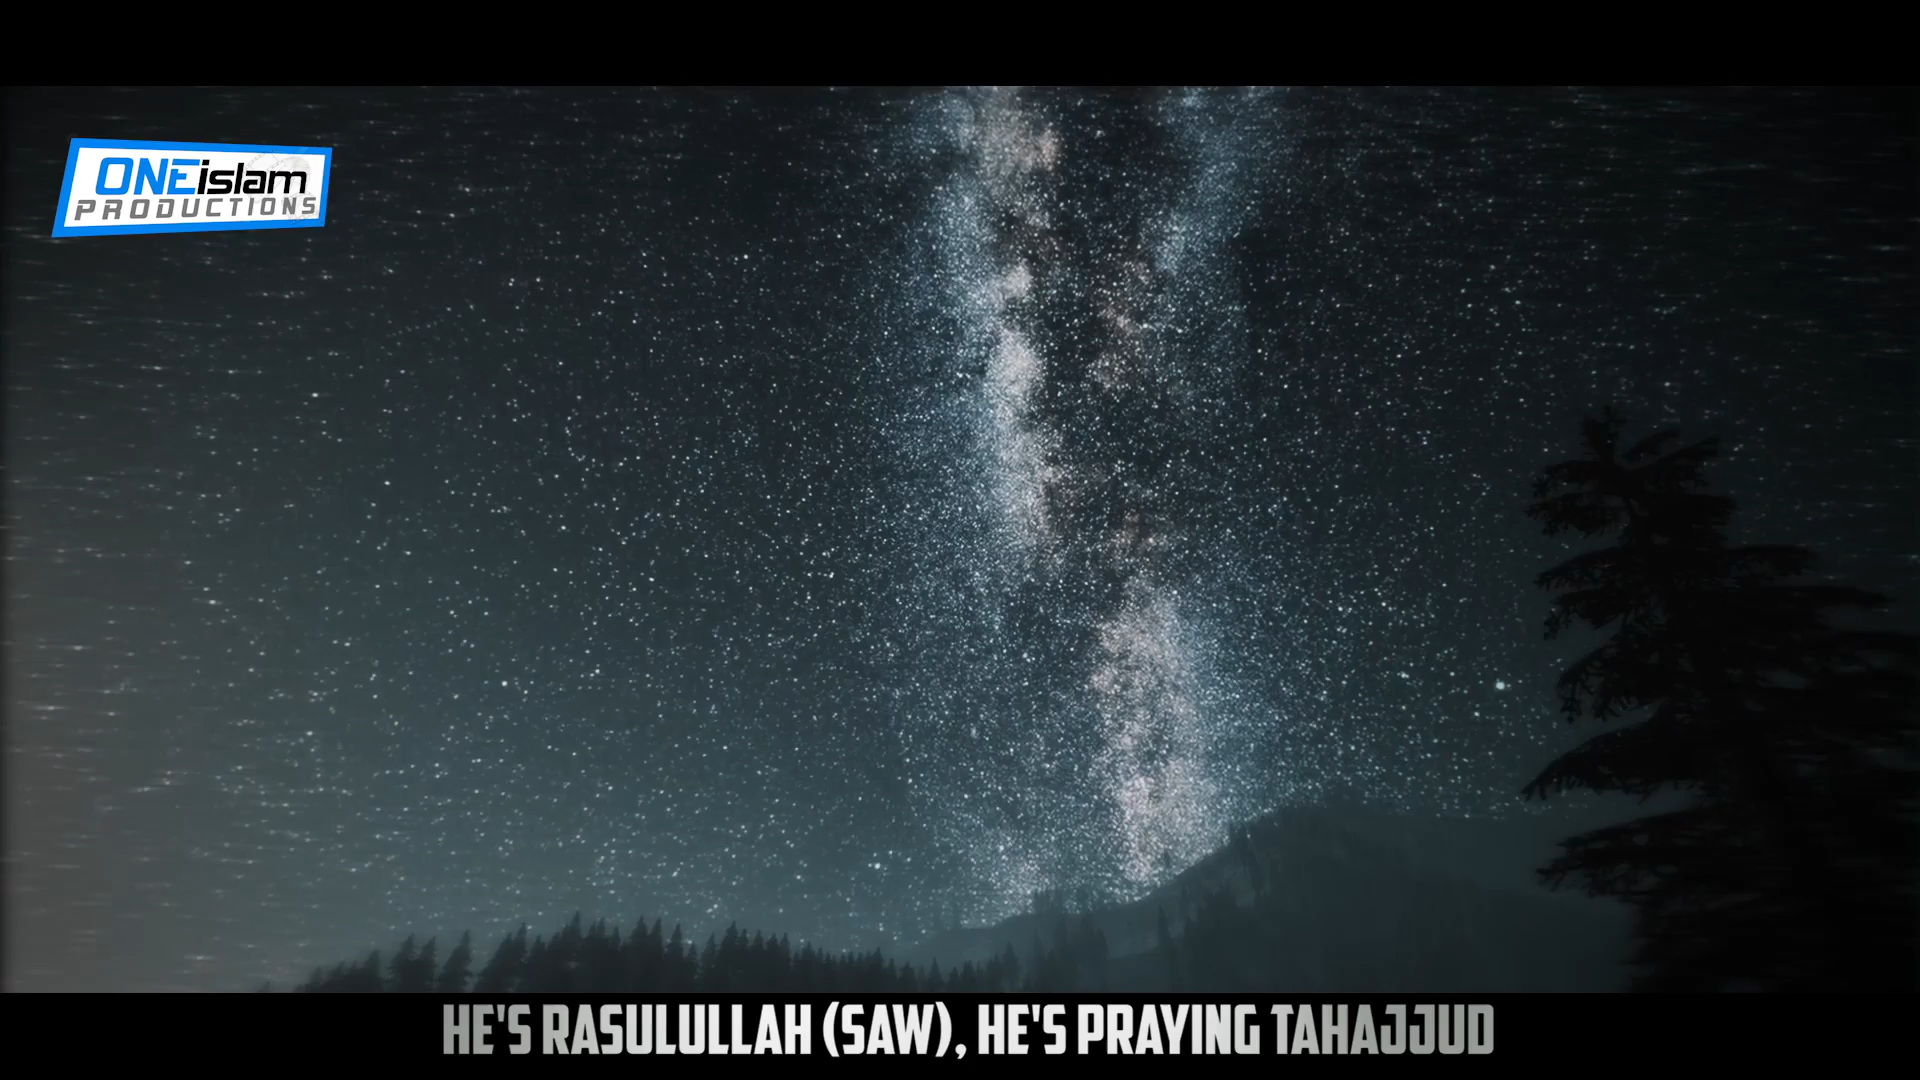 ONEislam
PRODUCTIONS
HE'S RASULULLAH (SAW), HE'S PRAYING TAHAJJUD